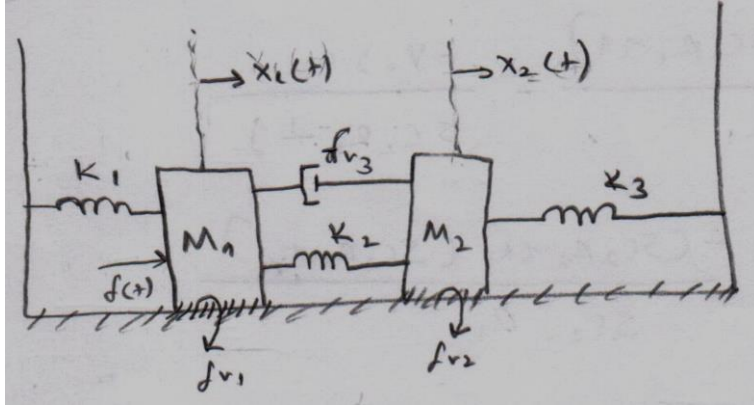 x₁(t)
x₂(t)
K₁
fv₃
K₃
M₁
K₂
M₂
f(t)
fv₁
fv₂